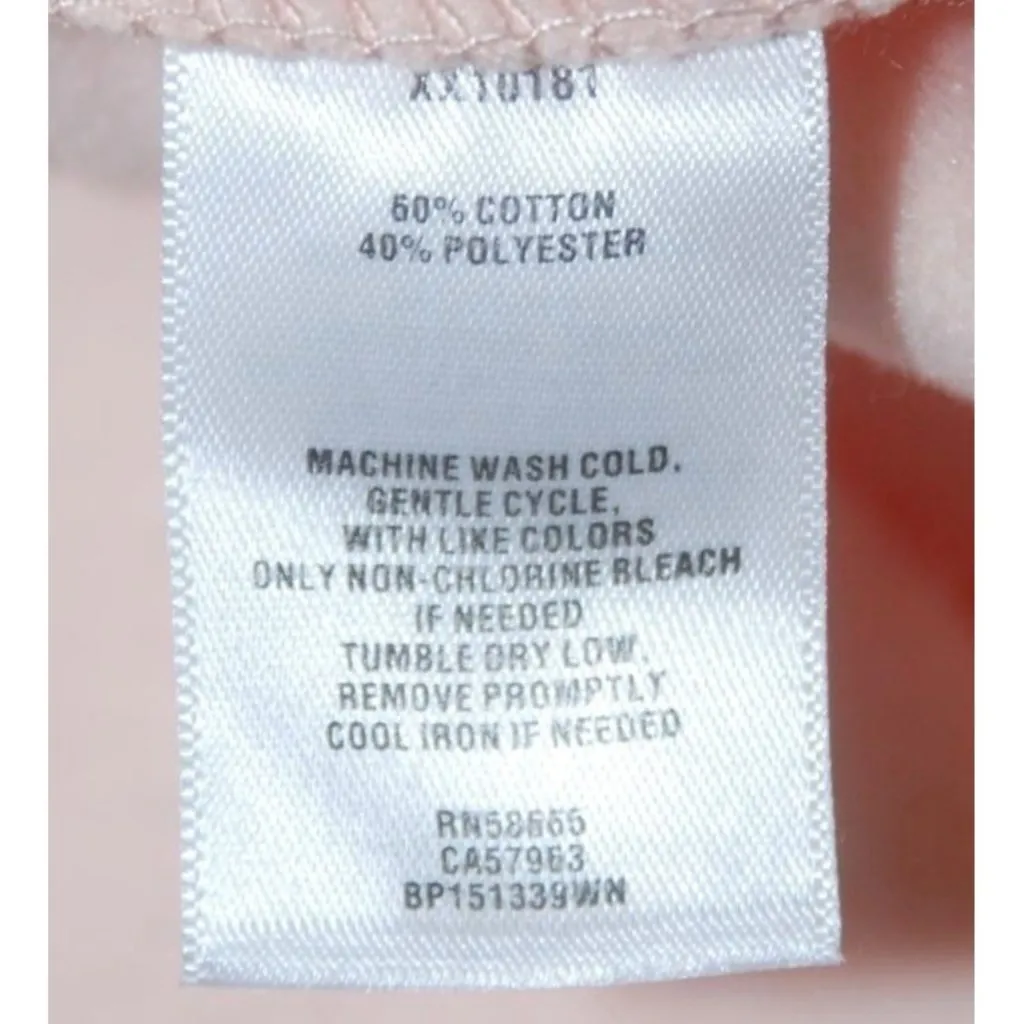 XX10181
60% COTTON
40% POLYESTER
MACHINE WASH COLD.
GENTLE CYCLE,
WITH LIKE COLORS
ONLY NON-CHLORINE BLEACH
IF NEEDED
TUMBLE DRY LOW.
REMOVE PROMPTLY
COOL IRON IF NEEDED
CA57963
BP151339WN